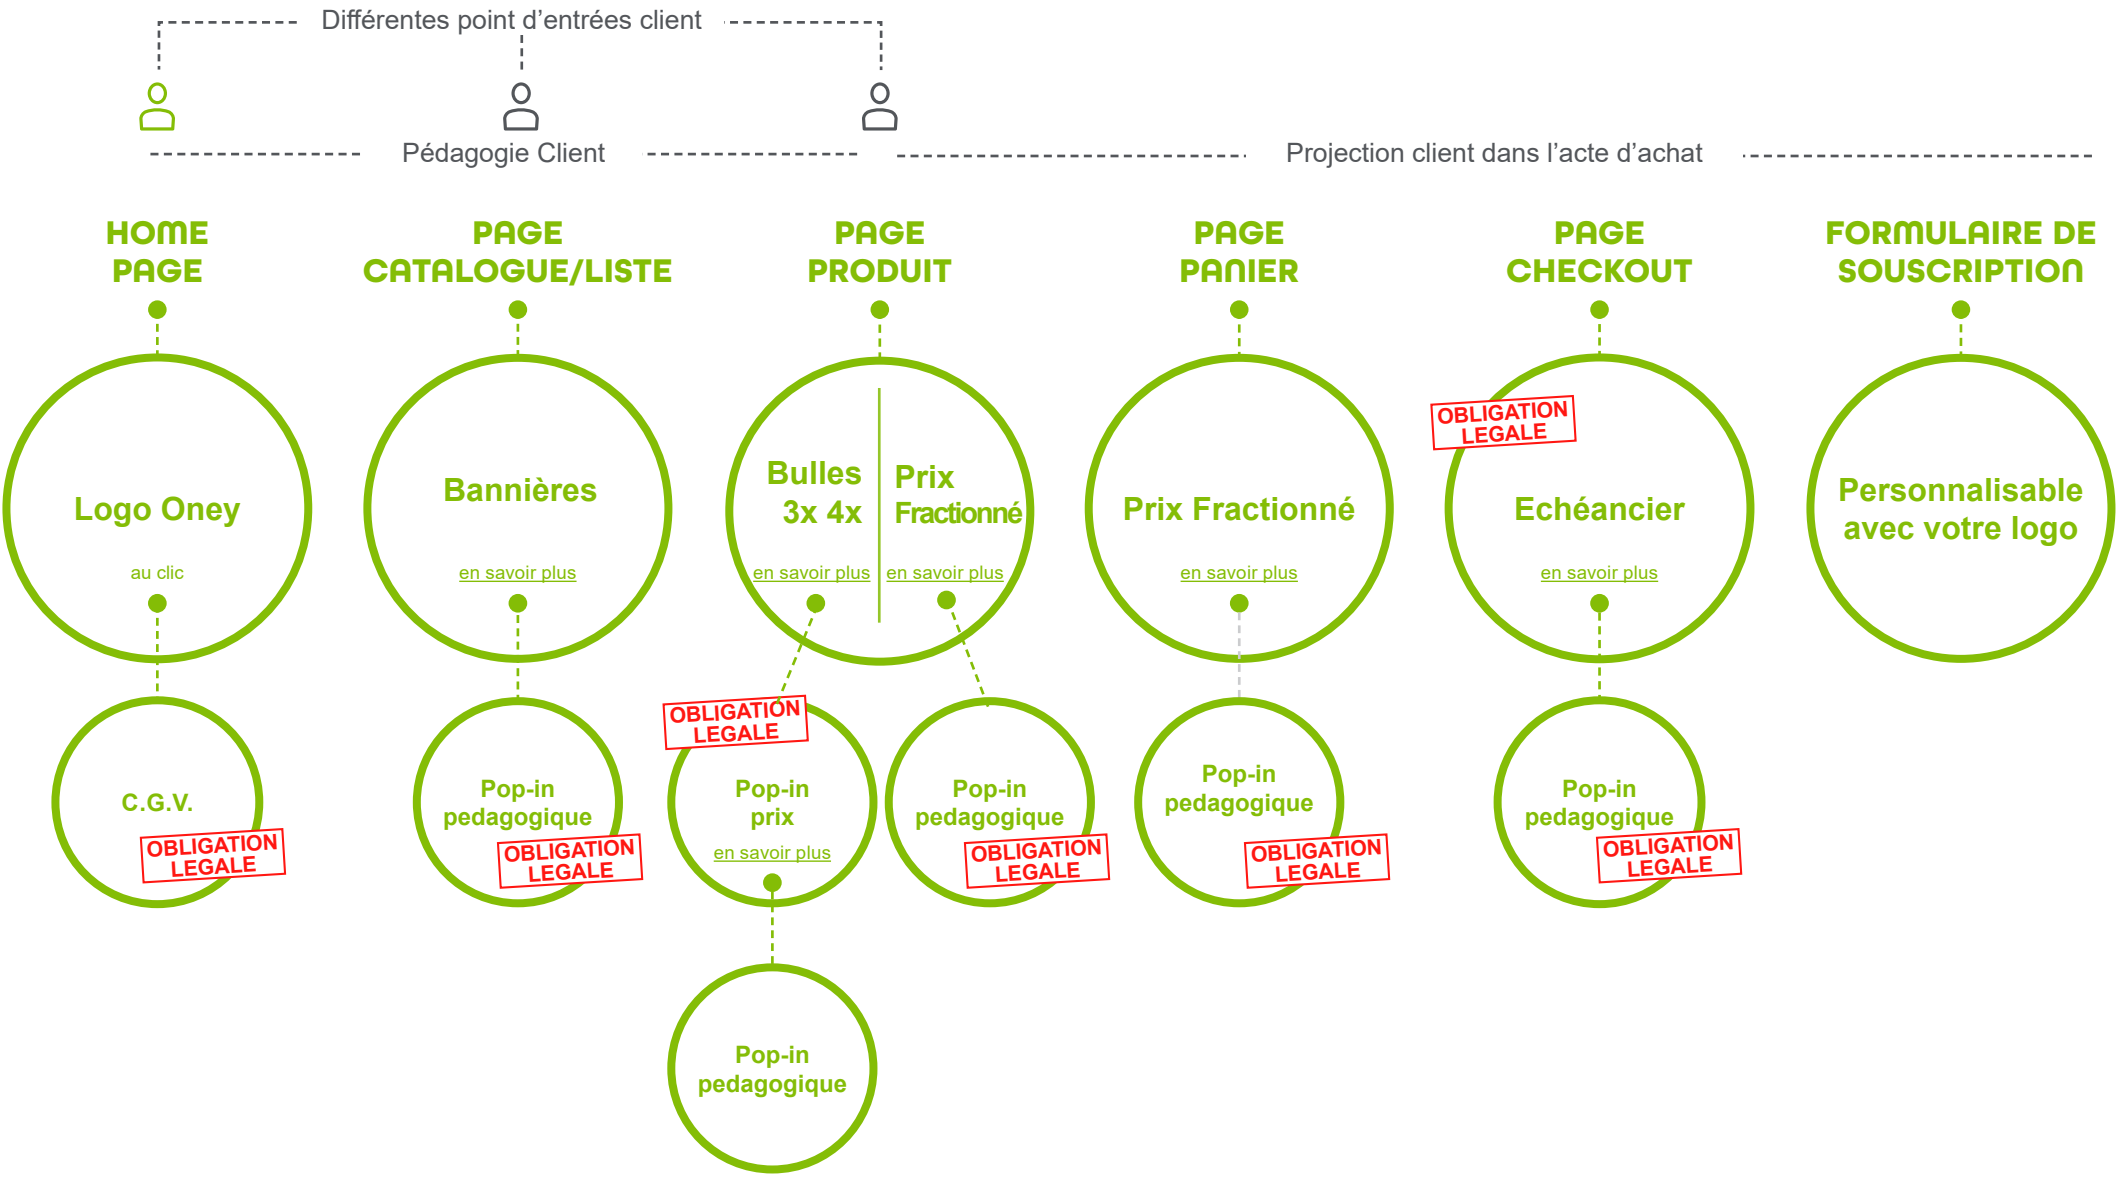 Différentes point d’entrées client
Pédagogie Client
Projection client dans l’acte d’achat
HOME
PAGE
PAGE
CATALOGUE/LISTE
PAGE
PRODUIT
PAGE
PANIER
PAGE
CHECKOUT
FORMULAIRE DE
SOUSCRIPTION
Logo Oney
au clic
Bannières
en savoir plus
Bulles
3x 4x
en savoir plus
Prix
Fractionné
en savoir plus
Prix Fractionné
en savoir plus
OBLIGATION
LEGALE
Echéancier
en savoir plus
Personnalisable
avec votre logo
C.G.V.
OBLIGATION
LEGALE
Pop-in
pedagogique
OBLIGATION
LEGALE
OBLIGATION
LEGALE
Pop-in
prix
en savoir plus
Pop-in
pedagogique
OBLIGATION
LEGALE
Pop-in
pedagogique
OBLIGATION
LEGALE
Pop-in
pedagogique
OBLIGATION
LEGALE
Pop-in
pedagogique